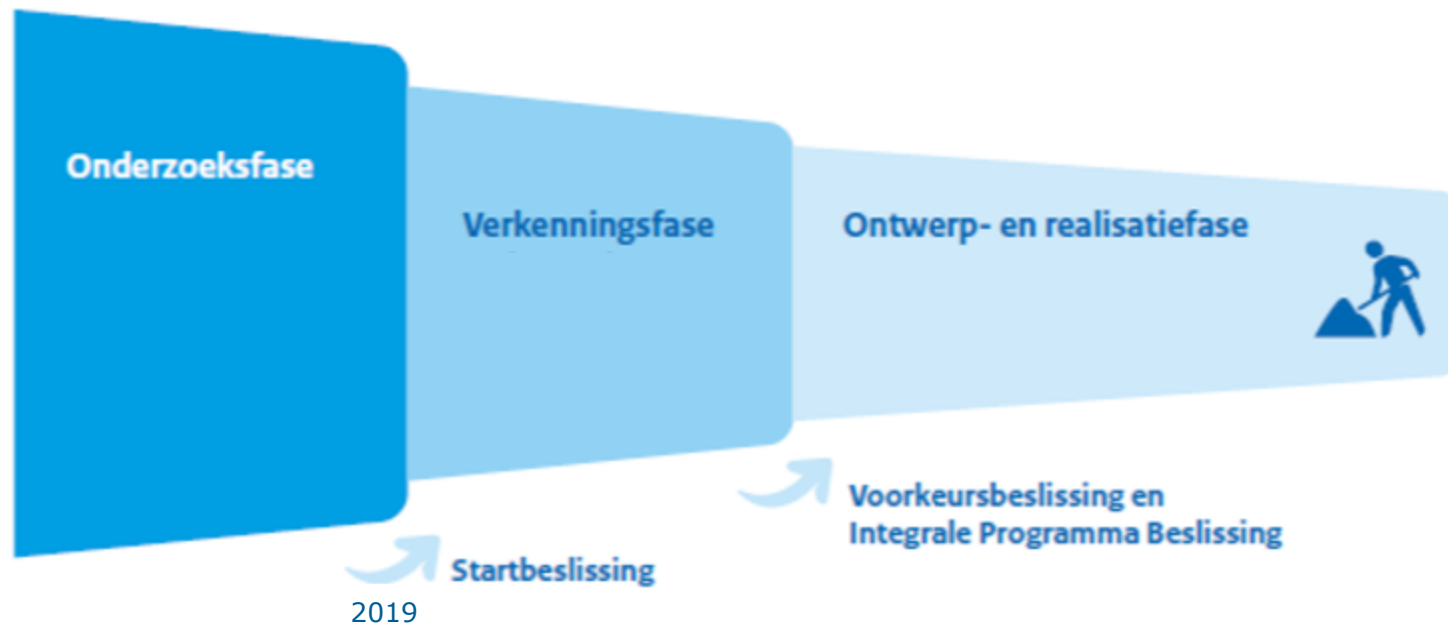 Onderzoeksfase
Verkenningsfase
Ontwerp- en realisatiefase
Voorkeursbeslissing en
Integrale Programma Beslissing
Startbeslissing
2019